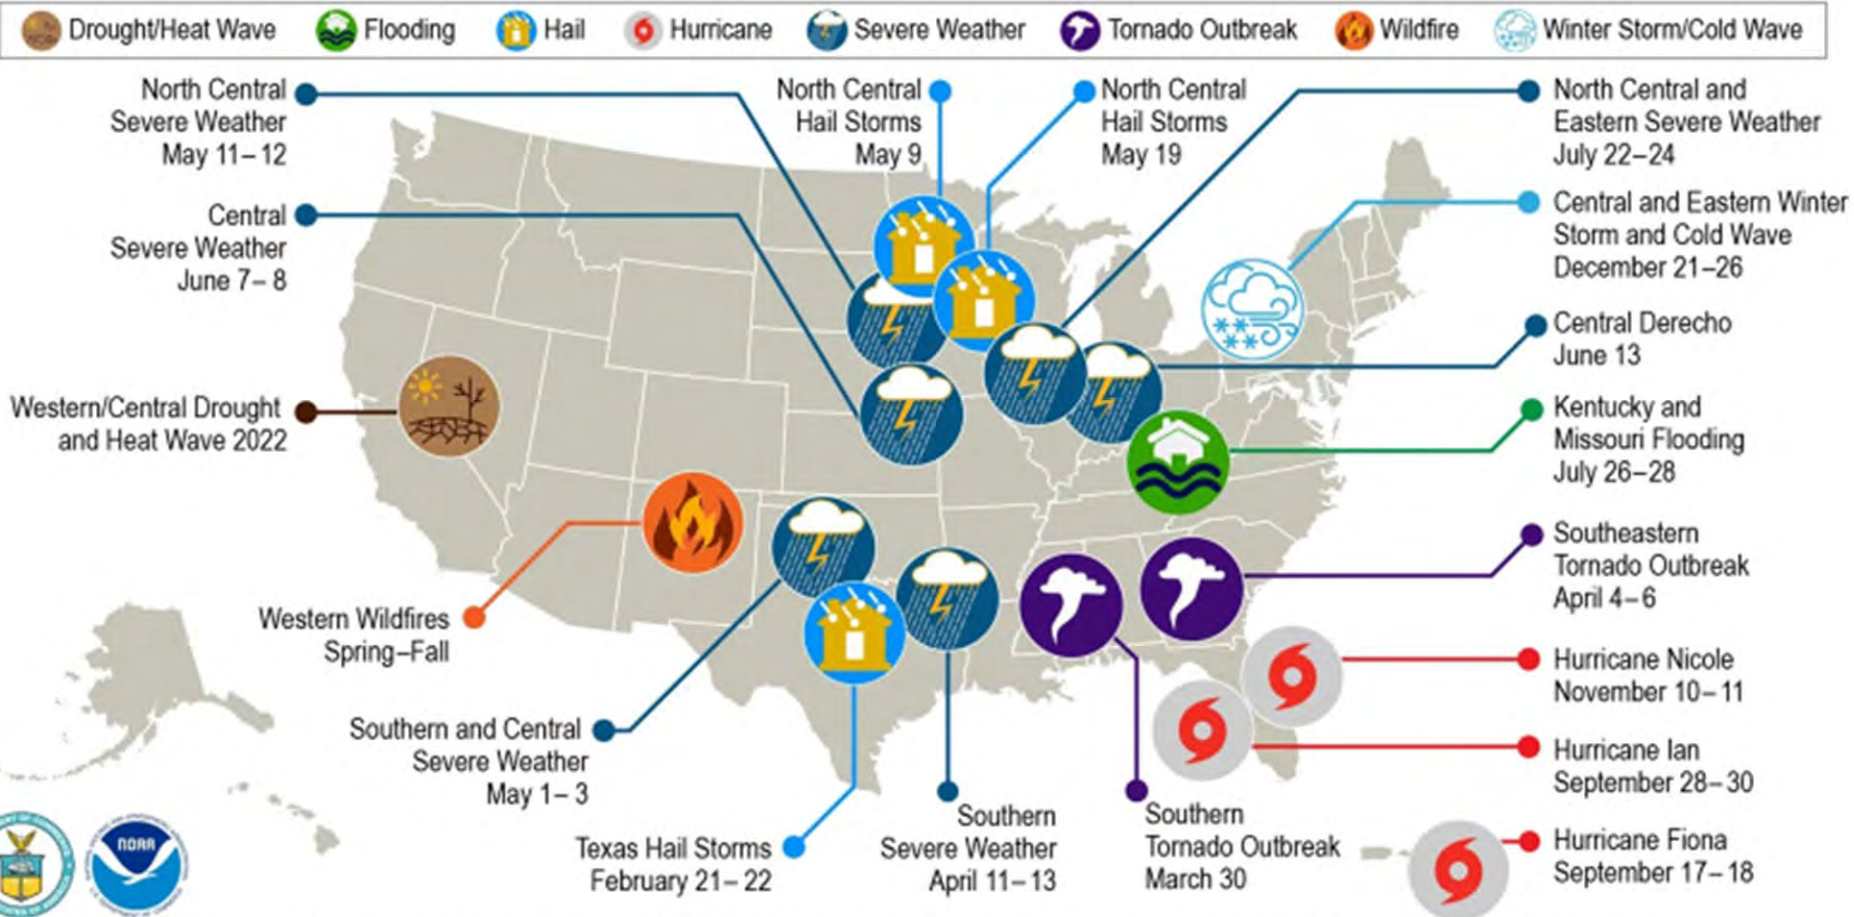 Drought/Heat Wave Flooding Hail Hurricane Severe Weather Tornado Outbreak Wildfire Winter Storm/Cold Wave
North Central
Severe Weather
May 11–12
North Central
Hail Storms
May 9
North Central
Hail Storms
May 19
North Central and
Eastern Severe Weather
July 22–24
Central
Severe Weather
June 7–8
Central and Eastern Winter
Storm and Cold Wave
December 21–26
Central Derecho
June 13
Western/Central Drought
and Heat Wave 2022
Kentucky and
Missouri Flooding
July 26–28
Southeastern
Tornado Outbreak
April 4–6
Western Wildfires
Spring–Fall
Hurricane Nicole
November 10–11
Southern and Central
Severe Weather
May 1–3
Hurricane Ian
September 28–30
Texas Hail Storms
February 21–22
Southern
Severe Weather
April 11–13
Southern
Tornado Outbreak
March 30
Hurricane Fiona
September 17–18
NOAA